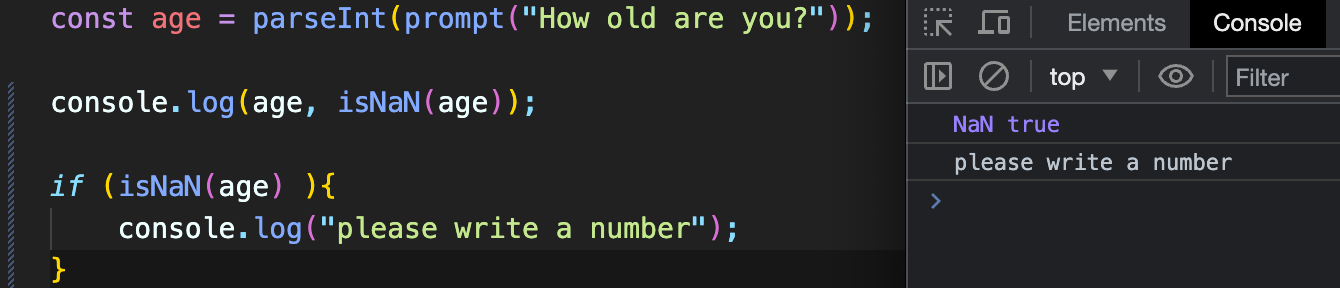 const age = parseInt(prompt("How old are you?"));
console.log(age, isNaN(age));
if (isNaN(age) ){
console.log("please write a number");
}
Elements Console
top Filter
NaN true
please write a number
>